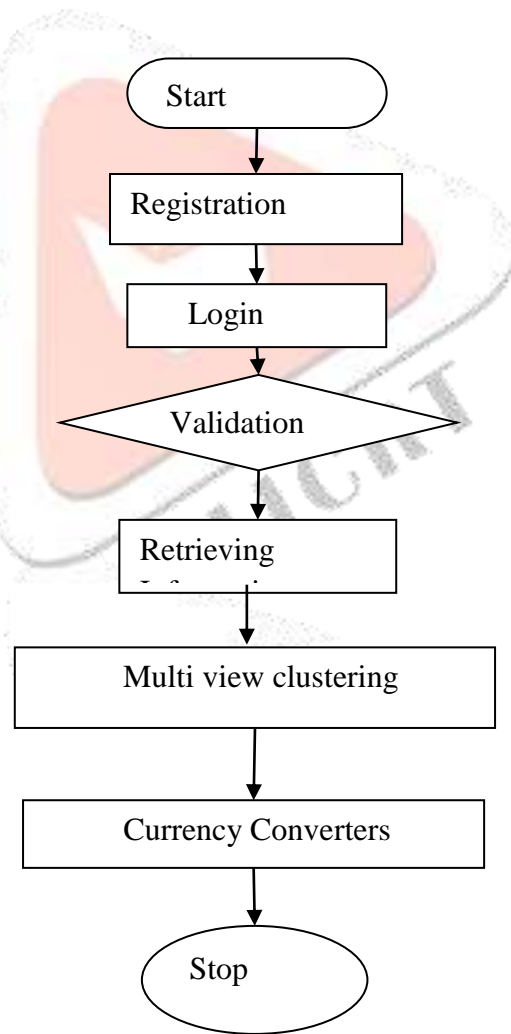 Start
Registration
Login
Validation
Retrieving
Multi view clustering
Currency Converters
Stop